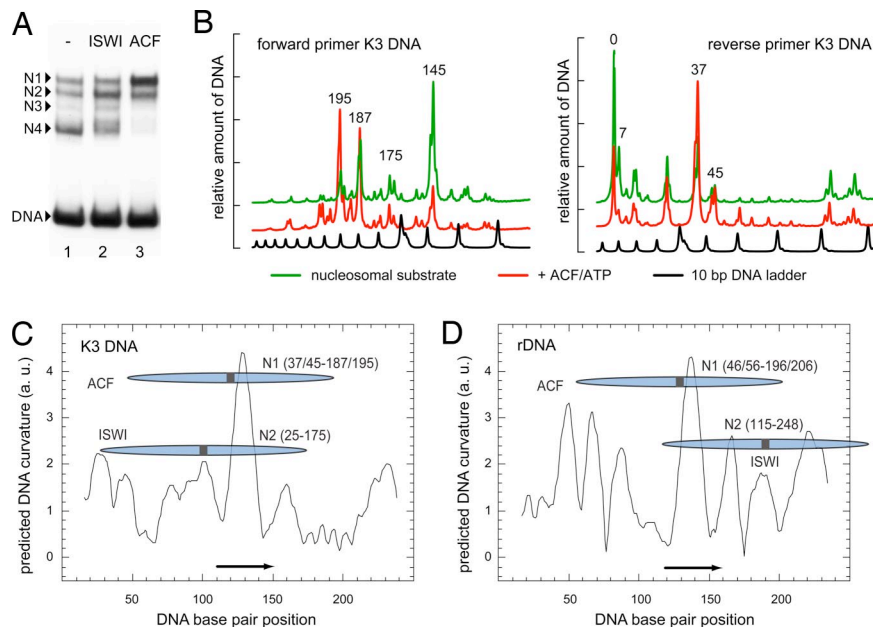 A
- ISWI ACF
N1
N2
N3
N4
DNA
1 2 3
B
forward primer K3 DNA
relative amount of DNA
195
187
175
145
reverse primer K3 DNA
relative amount of DNA
0
7
37
45
nucleosomal substrate + ACF/ATP 10 bp DNA ladder
C
K3 DNA
predicted DNA curvature (a. u.)
5
4
3
2
1
0
N1 (37/45-187/195)
ACF
ISWI
N2 (25-175)
50 100 150 200
DNA base pair position
D
rDNA
predicted DNA curvature (a. u.)
5
4
3
2
1
0
N1 (46/56-196/206)
ACF
N2 (115-248)
ISWI
50 100 150 200
DNA base pair position